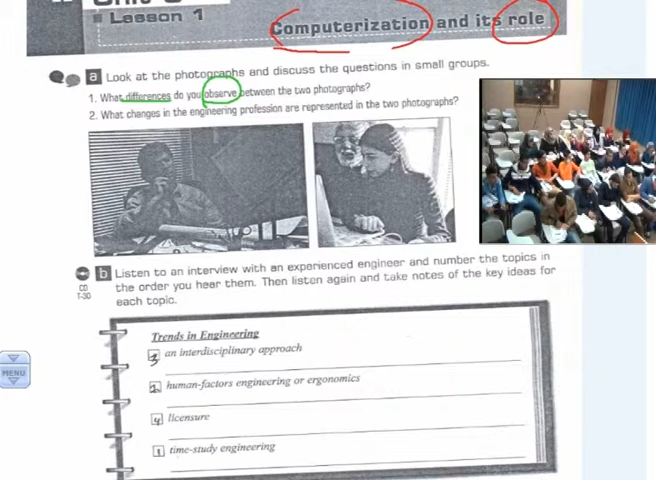 Lesson 1
Computerization and its role
a Look at the photographs and discuss the questions in small groups.
1. What differences do you observe between the two photographs?
2. What changes in the engineering profession are represented in the two photographs?
b Listen to an interview with an experienced engineer and number the topics in
CD
T-30
the order you hear them. Then listen again and take notes of the key ideas for
each topic.
Trends in Engineering
3 an interdisciplinary approach
2 human-factors engineering or ergonomics
MENU
4 licensure
1 time-study engineering